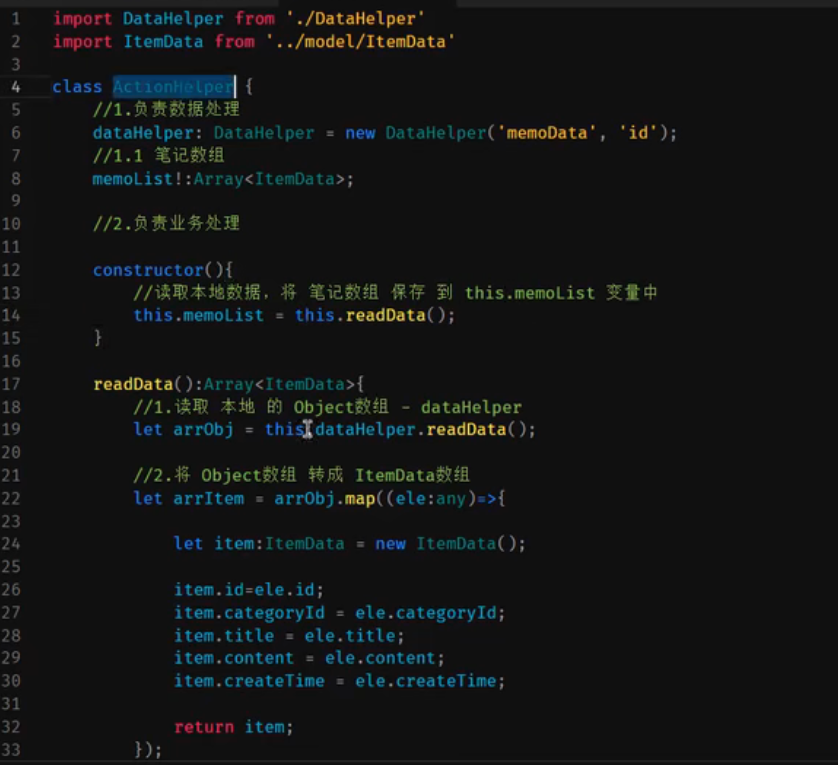 1 import DataHelper from './DataHelper'
2 import ItemData from '../model/ItemData'
3
4 class ActionHelper {
5 //1.负责数据处理
6 dataHelper: DataHelper = new DataHelper('memoData', 'id');
7 //1.1 笔记数组
8 memoList!:Array<ItemData>;
9
10 //2.负责业务处理
11
12 constructor(){
13 //读取本地数据，将 笔记数组 保存 到 this.memoList 变量中
14 this.memoList = this.readData();
15 }
16
17 readData():Array<ItemData>{
18 //1.读取 本地 的 Object数组 - dataHelper
19 let arrObj = this.dataHelper.readData();
20
21 //2.将 Object数组 转成 ItemData数组
22 let arrItem = arrObj.map((ele:any)=>{
23
24 let item:ItemData = new ItemData();
25
26 item.id=ele.id;
27 item.categoryId = ele.categoryId;
28 item.title = ele.title;
29 item.content = ele.content;
30 item.createTime = ele.createTime;
31
32 return item;
33 });